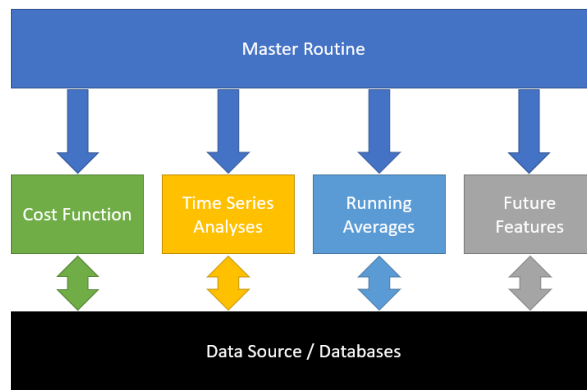 Master Routine
Cost Function
Time Series
Analyses
Running
Averages
Future
Features
Data Source / Databases